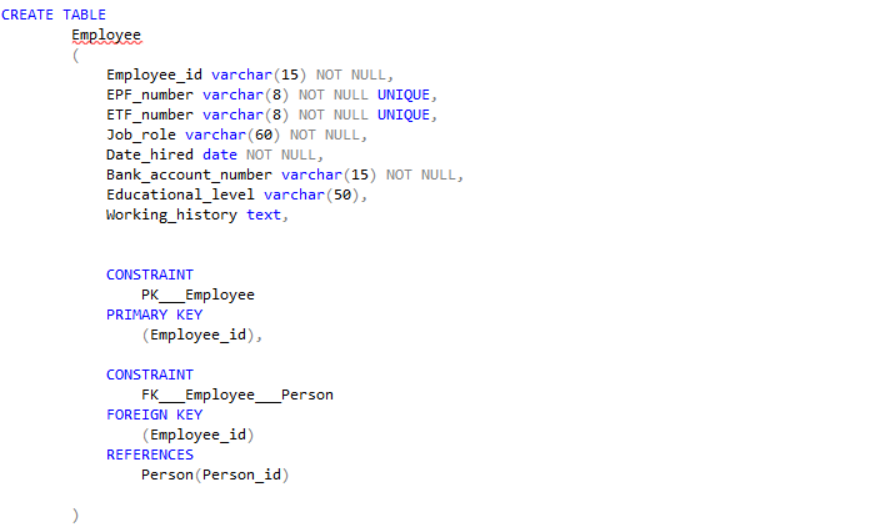 CREATE TABLE
Employee
(
Employee_id varchar(15) NOT NULL,
EPF_number varchar(8) NOT NULL UNIQUE,
ETF_number varchar(8) NOT NULL UNIQUE,
Job_role varchar(60) NOT NULL,
Date_hired date NOT NULL,
Bank_account_number varchar(15) NOT NULL,
Educational_level varchar(50),
Working_history text,
CONSTRAINT
PK___Employee
PRIMARY KEY
(Employee_id),
CONSTRAINT
FK___Employee___Person
FOREIGN KEY
(Employee_id)
REFERENCES
Person(Person_id)
)